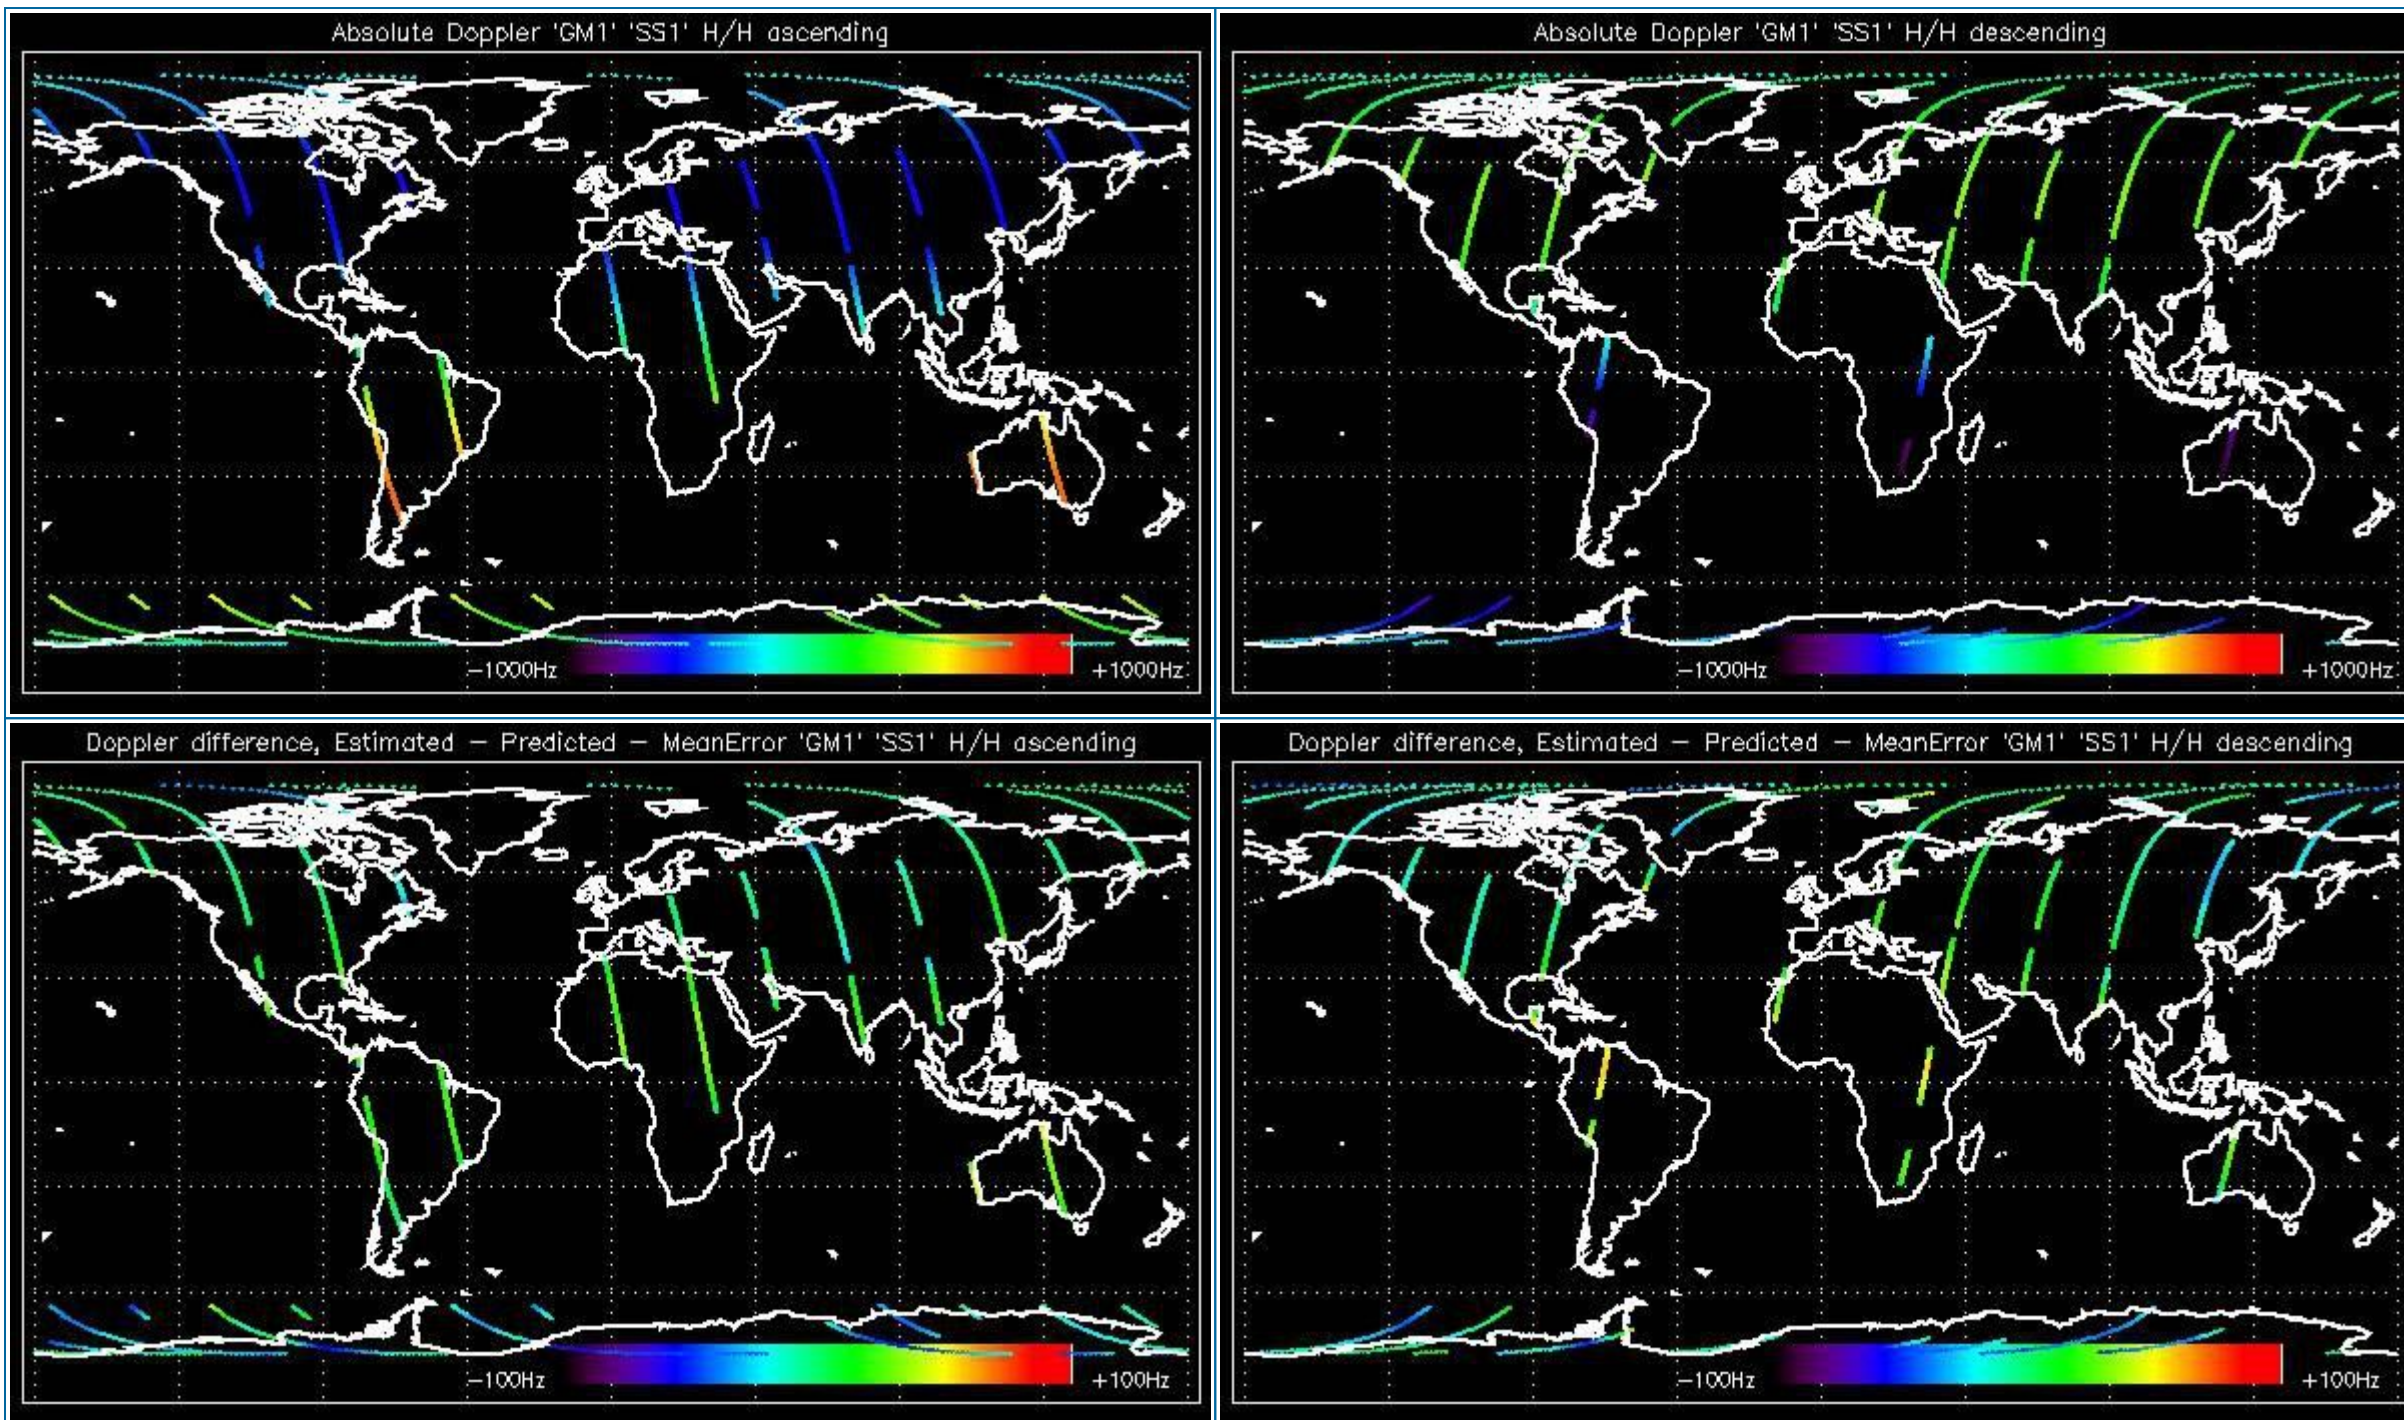 Absolute Doppler 'GM1' 'SS1' H/H ascending
-1000Hz
+1000Hz
Absolute Doppler 'GM1' 'SS1' H/H descending
-1000Hz
+1000Hz
Doppler difference, Estimated - Predicted - MeanError 'GM1' 'SS1' H/H ascending
-100Hz
+100Hz
Doppler difference, Estimated - Predicted - MeanError 'GM1' 'SS1' H/H descending
-100Hz
+100Hz